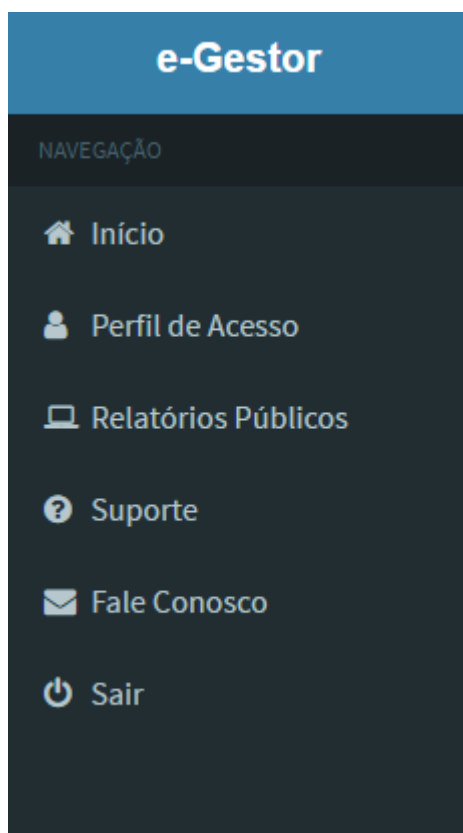 e-Gestor
NAVEGAÇÃO
Início
Perfil de Acesso
Relatórios Públicos
Suporte
Fale Conosco
Sair